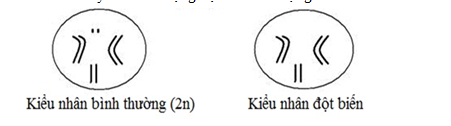 Kiểu nhân bình thường (2n)
Kiểu nhân đột biến